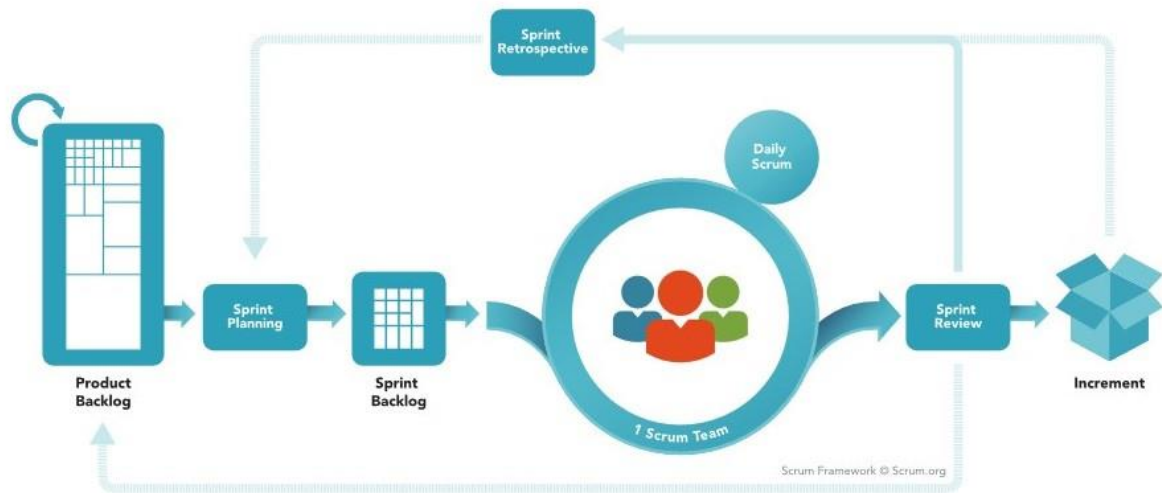 Sprint
Retrospective
Daily
Scrum
Sprint
Planning
Sprint
Review
Product
Backlog
Sprint
Backlog
Increment
1 Scrum Team
Scrum Framework © Scrum.org